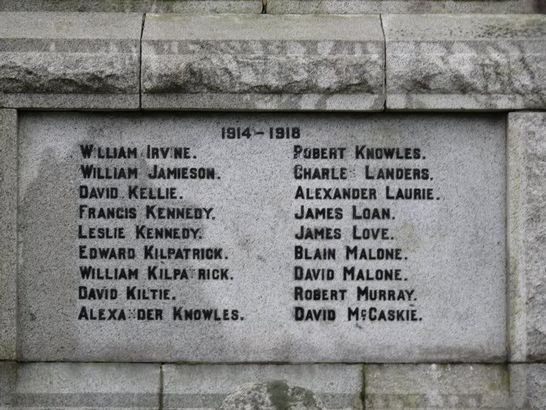 1914-1918
William Irvine.
William Jamieson.
David Kellie.
Francis Kennedy.
Leslie Kennedy.
Edward Kilpatrick.
William Kilpatrick.
David Kiltie.
Alexander Knowles.
Robert Knowles.
Charles Landers.
Alexander Laurie.
James Loan.
James Love.
Blain Malone.
David Malone.
Robert Murray.
David McCaskie.